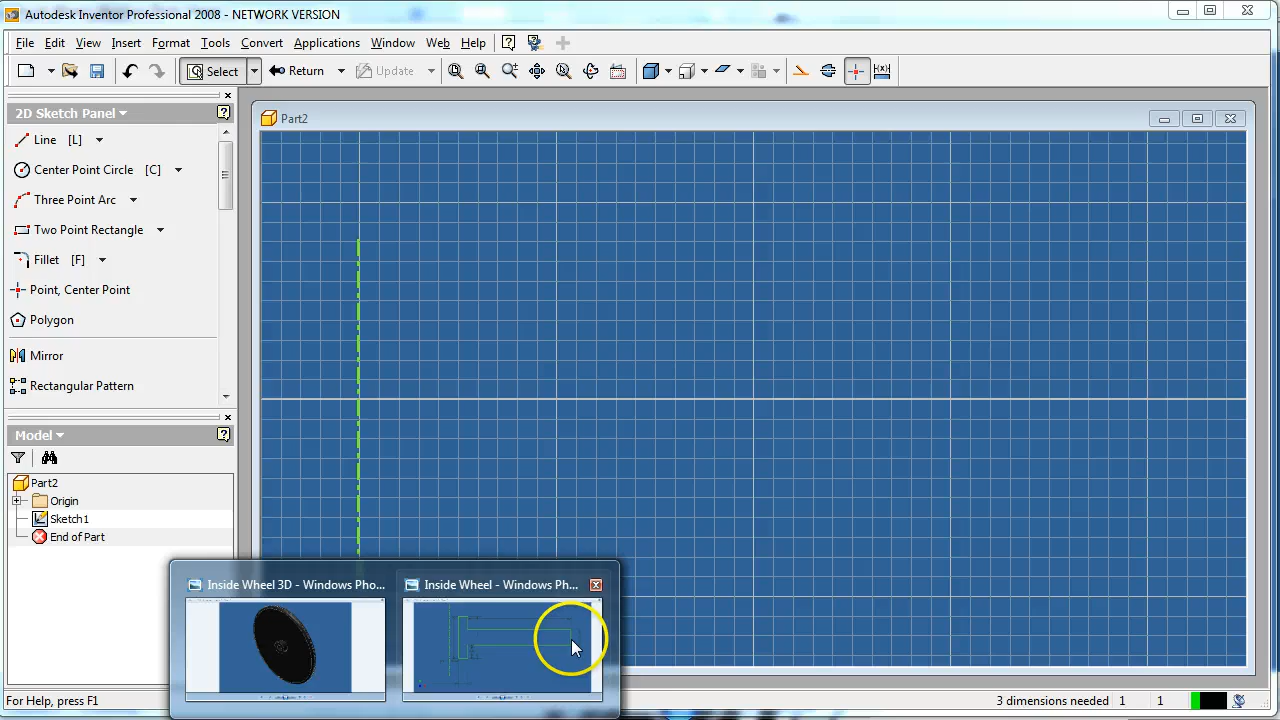 Autodesk Inventor Professional 2008 - NETWORK VERSION
File Edit View Insert Format Tools Convert Applications Window Web Help
Select Return Update
2D Sketch Panel
Part2
Line [L]
Center Point Circle [C]
Three Point Arc
Two Point Rectangle
Fillet [F]
Point, Center Point
Polygon
Mirror
Rectangular Pattern
Model
Part2
Origin
Sketch1
End of Part
Inside Wheel 3D - Windows Pho...
Inside Wheel - Windows Ph...
For Help, press F1
3 dimensions needed 1 1